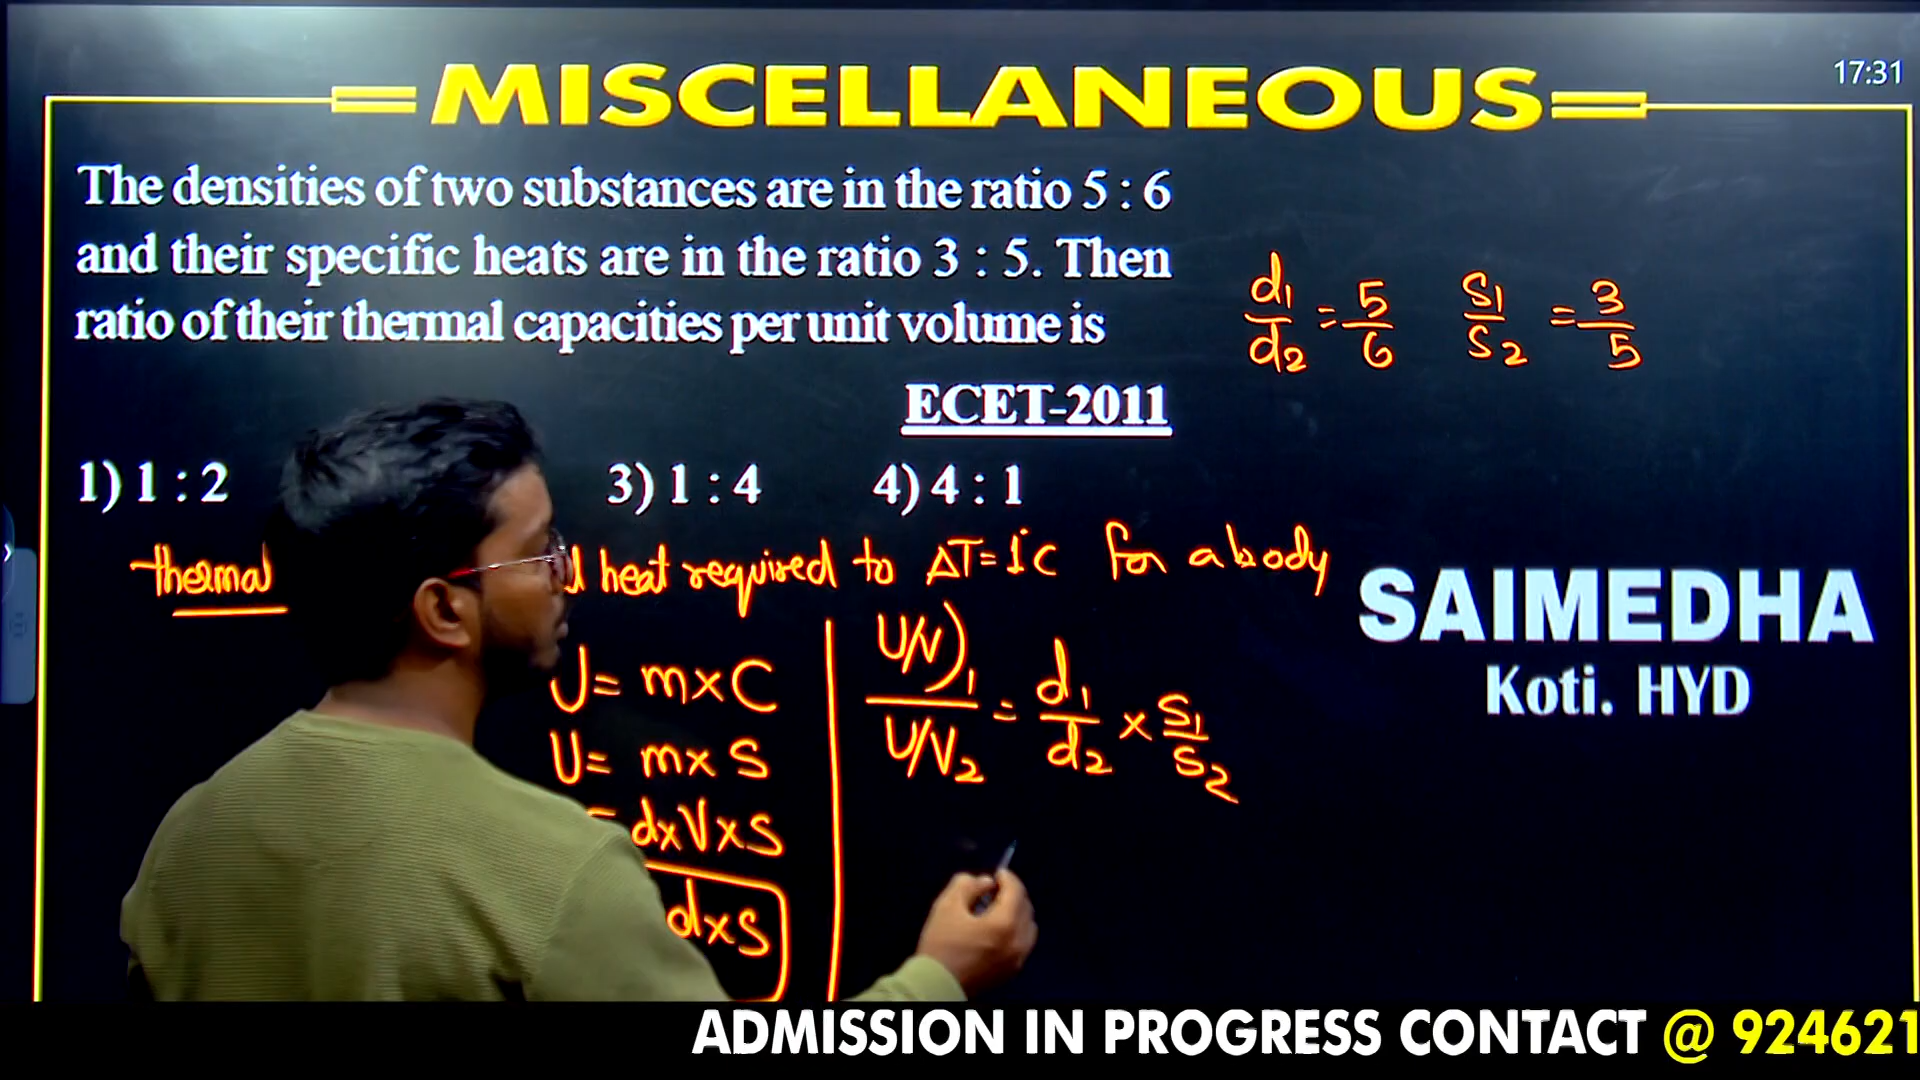 MISCELLANEOUS
17:31
The densities of two substances are in the ratio 5 : 6
and their specific heats are in the ratio 3 : 5. Then
ratio of their thermal capacities per unit volume is
d1/d2 = 5/6 S1/S2 = 3/5
ECET-2011
1) 1 : 2 3) 1 : 4 4) 4 : 1
thermal heat required to ΔT=1°C for a body
SAIMEDHA
Koti. HYD
U= m×C
U= m×S
= d×V×S
d×S
U/V)1 / U/V2 = d1/d2 × S1/S2
ADMISSION IN PROGRESS CONTACT @ 924621